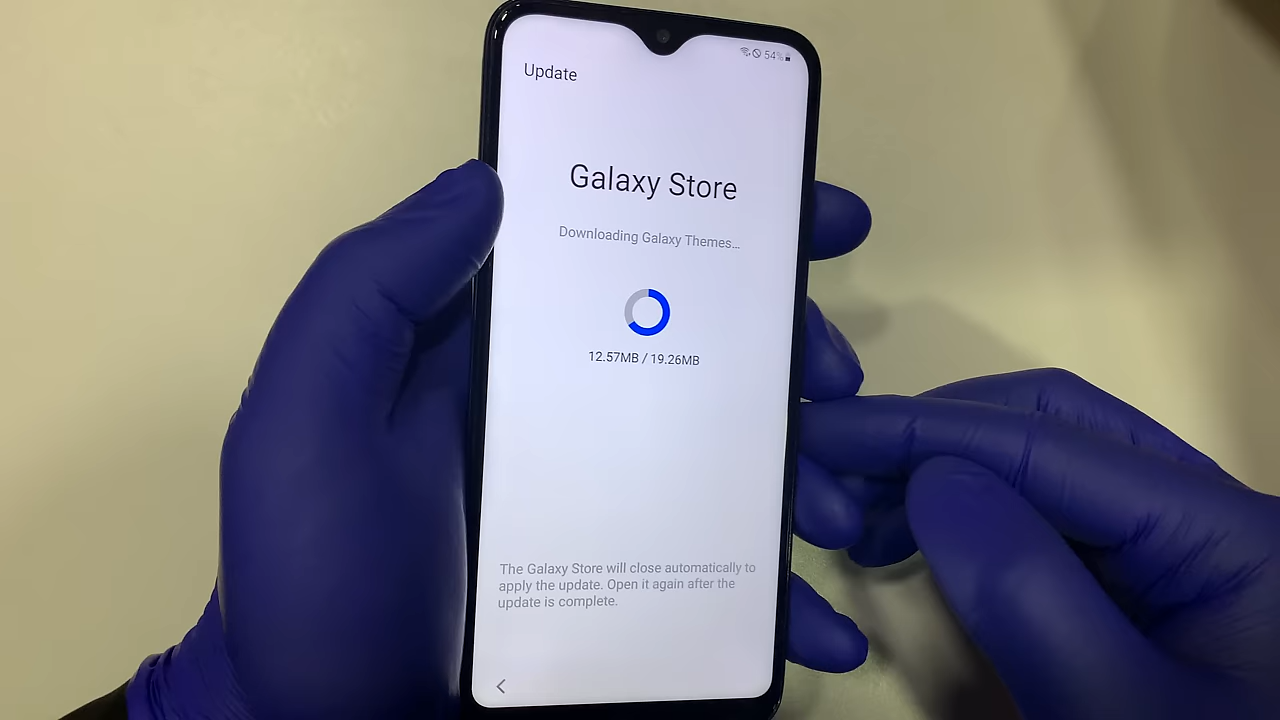 54%
Update
Galaxy Store
Downloading Galaxy Themes...
12.57MB / 19.26MB
The Galaxy Store will close automatically to
apply the update. Open it again after the
update is complete.